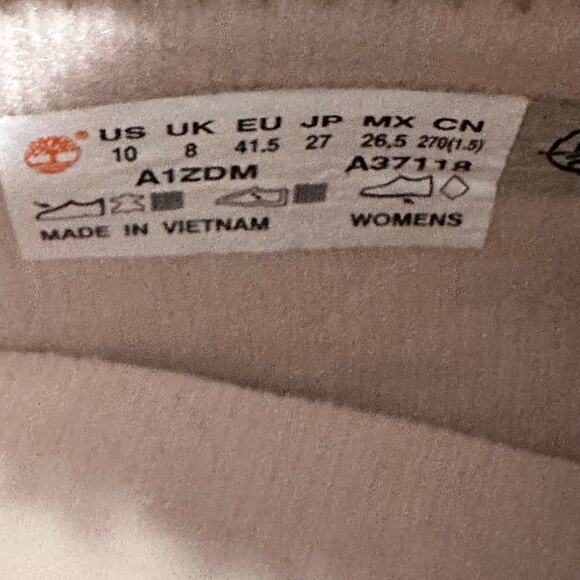 US UK EU JP MX CN
10 8 41.5 27 26,5 270(1.5)
A1ZDM A37118
MADE IN VIETNAM WOMENS